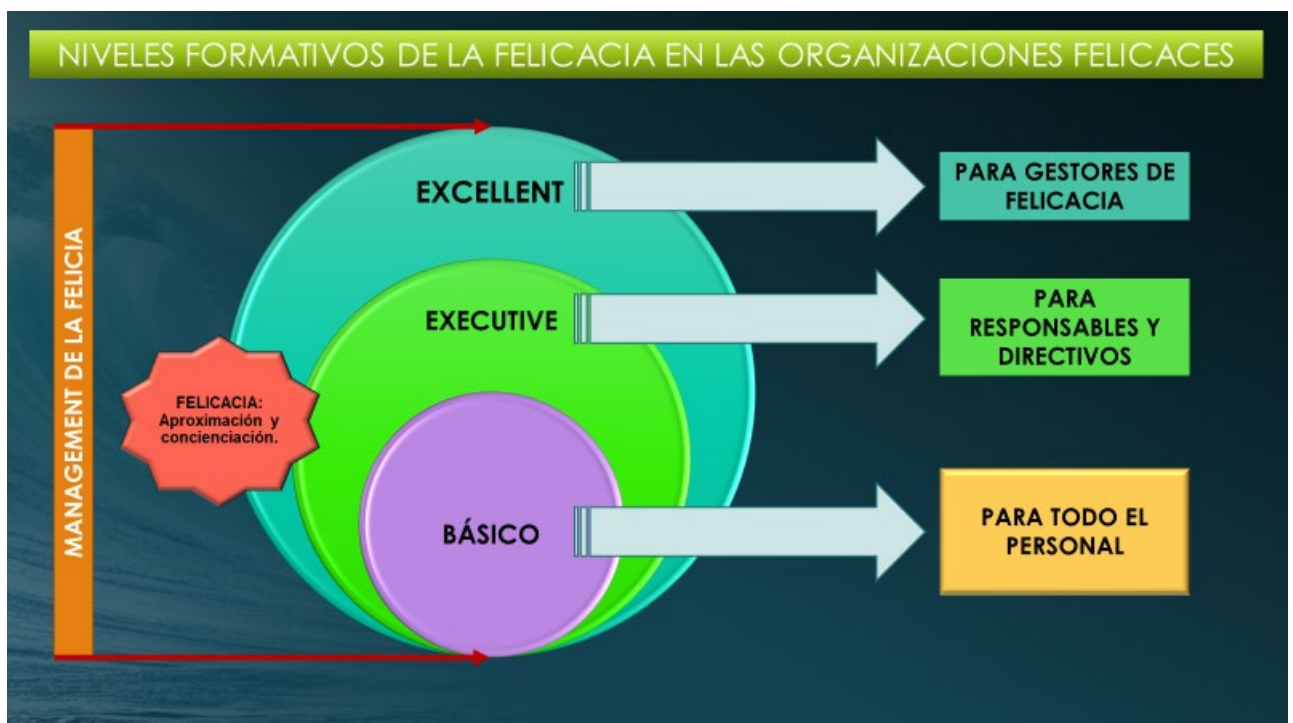 NIVELES FORMATIVOS DE LA FELICACIA EN LAS ORGANIZACIONES FELICACES
MANAGEMENT DE LA FELICIA
FELICACIA:
Aproximación y
concienciación.
EXCELLENT
PARA GESTORES DE
FELICACIA
EXECUTIVE
PARA
RESPONSABLES Y
DIRECTIVOS
BÁSICO
PARA TODO EL
PERSONAL